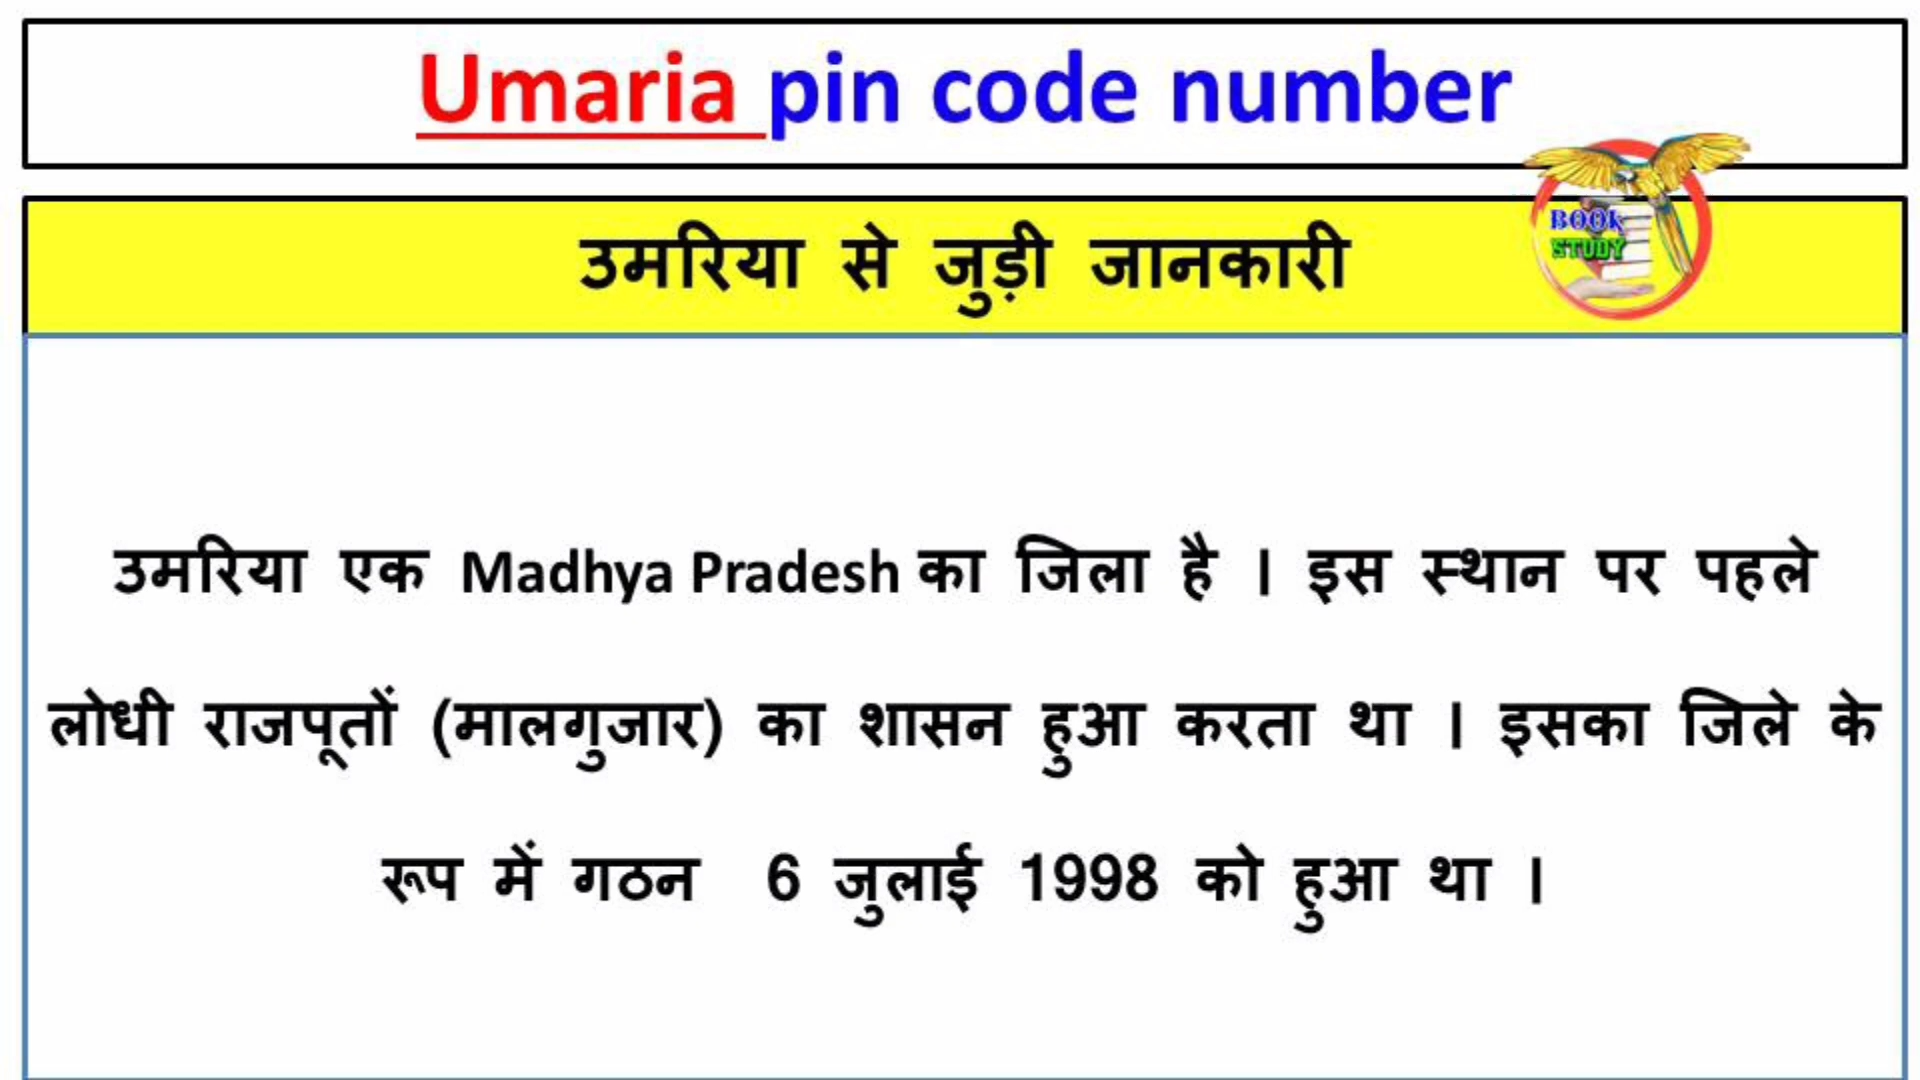 Umaria pin code number
BOOK
STUDY
उमरिया से जुड़ी जानकारी
उमरिया एक Madhya Pradesh का जिला है । इस स्थान पर पहले
लोधी राजपूतों (मालगुजार) का शासन हुआ करता था । इसका जिले के
रूप में गठन 6 जुलाई 1998 को हुआ था ।